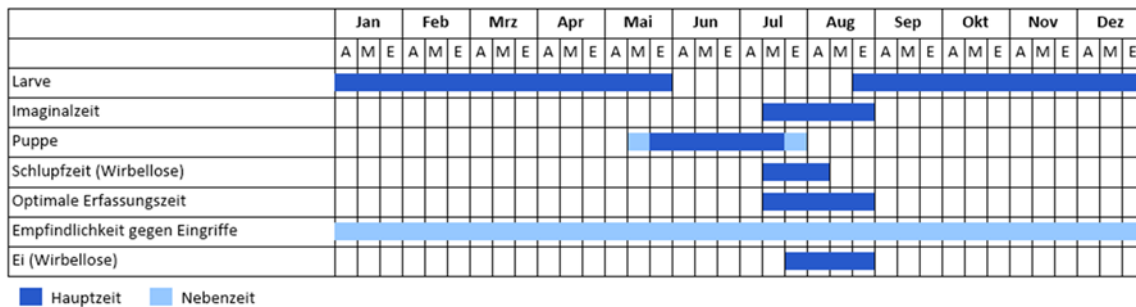 Jan Feb Mrz Apr Mai Jun Jul Aug Sep Okt Nov Dez
A M E A M E A M E A M E A M E A M E A M E A M E A M E A M E A M E A M E
Larve
Imaginalzeit
Puppe
Schlupfzeit (Wirbellose)
Optimale Erfassungszeit
Empfindlichkeit gegen Eingriffe
Ei (Wirbellose)
Hauptzeit Nebenzeit